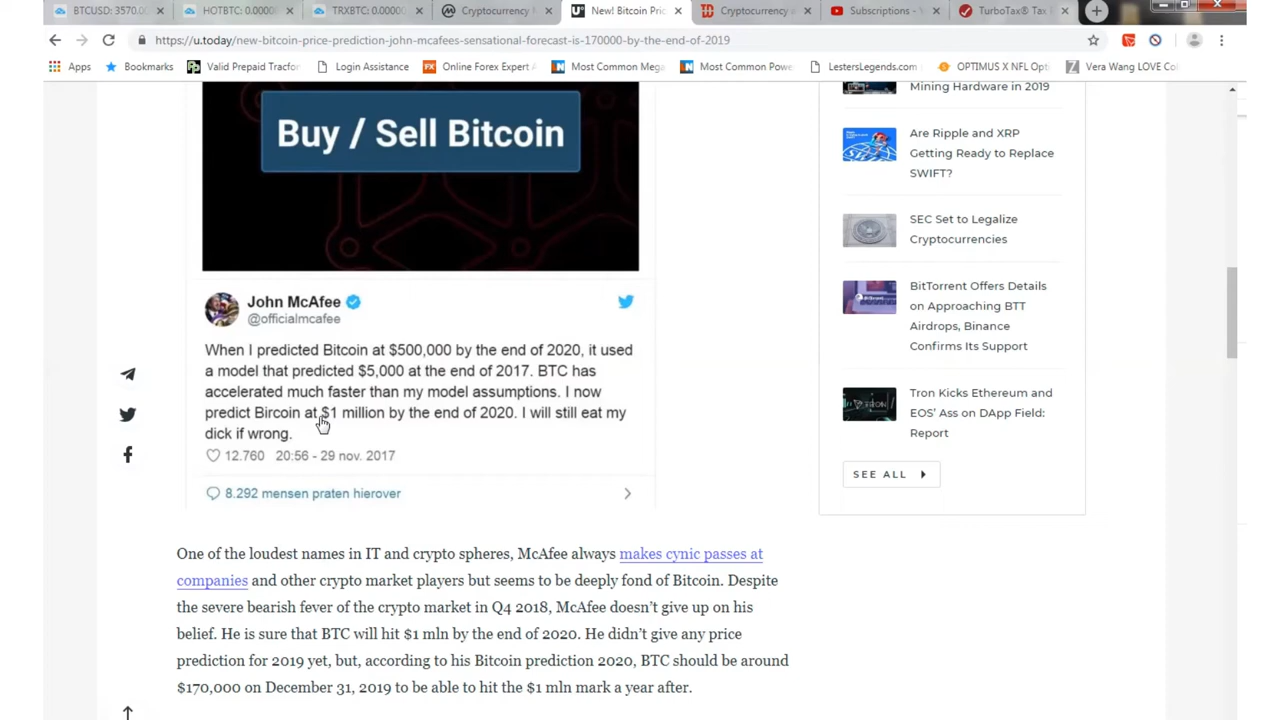 BTCUSD: 3570.0
HOTBTC: 0.0000
TRXBTC: 0.0000
Cryptocurrency
New! Bitcoin Pric
Cryptocurrency
Subscriptions -
TurboTax® Tax
https://u.today/new-bitcoin-price-prediction-john-mcafees-sensational-forecast-is-170000-by-the-end-of-2019
Apps
Bookmarks
Valid Prepaid Tracfor
Login Assistance
Online Forex Expert
Most Common Mega
Most Common Powe
LestersLegends.com
OPTIMUS X NFL Opti
Vera Wang LOVE Col
Buy / Sell Bitcoin
John McAfee
@officialmcafee
When I predicted Bitcoin at $500,000 by the end of 2020, it used
a model that predicted $5,000 at the end of 2017. BTC has
accelerated much faster than my model assumptions. I now
predict Bircoin at $1 million by the end of 2020. I will still eat my
dick if wrong.
12.760 20:56 - 29 nov. 2017
8.292 mensen praten hierover
One of the loudest names in IT and crypto spheres, McAfee always makes cynic passes at
companies and other crypto market players but seems to be deeply fond of Bitcoin. Despite
the severe bearish fever of the crypto market in Q4 2018, McAfee doesn't give up on his
belief. He is sure that BTC will hit $1 mln by the end of 2020. He didn't give any price
prediction for 2019 yet, but, according to his Bitcoin prediction 2020, BTC should be around
$170,000 on December 31, 2019 to be able to hit the $1 mln mark a year after.
Mining Hardware in 2019
Are Ripple and XRP
Getting Ready to Replace
SWIFT?
SEC Set to Legalize
Cryptocurrencies
BitTorrent Offers Details
on Approaching BTT
Airdrops, Binance
Confirms Its Support
Tron Kicks Ethereum and
EOS' Ass on DApp Field:
Report
SEE ALL